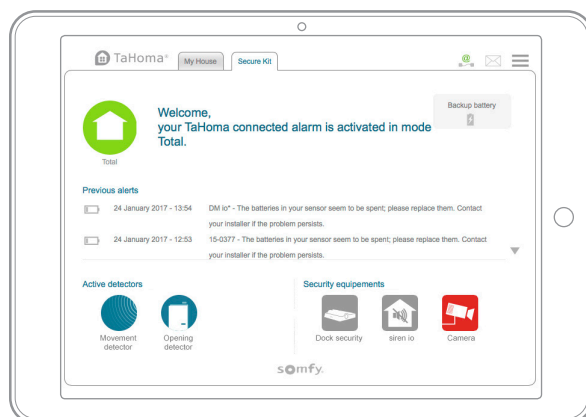 TaHoma®
My House
Secure Kit
@
Backup battery
Welcome,
your TaHoma connected alarm is activated in mode
Total.
Total
Previous alerts
24 January 2017 - 13:54 DM io* - The batteries in your sensor seem to be spent; please replace them. Contact
your installer if the problem persists.
24 January 2017 - 12:53 15-0377 - The batteries in your sensor seem to be spent; please replace them. Contact
your installer if the problem persists.
Active detectors
Security equipements
Movement
detector
Opening
detector
Dock security
siren io
Camera
somfy.